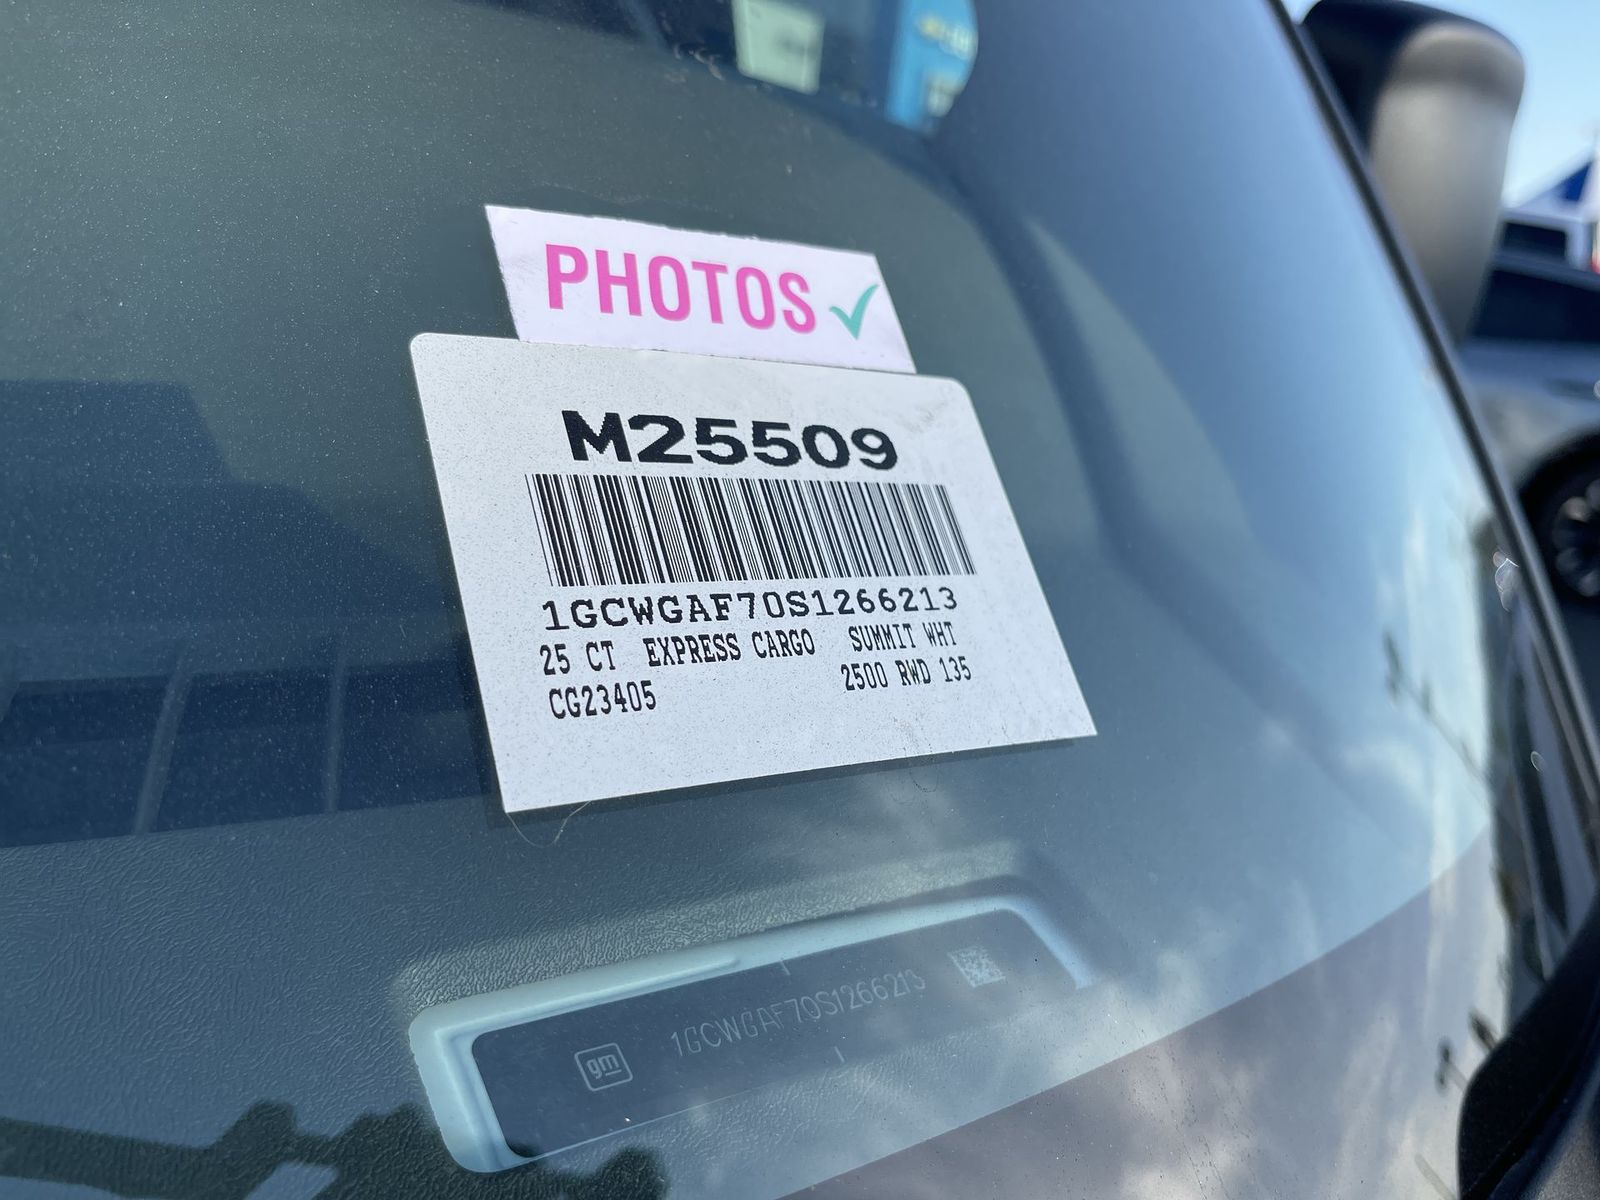 PHOTOS
M25509
1GCWGAF70S1266213
25 CT EXPRESS CARGO SUMMIT WHT
CG23405 2500 RWD 135
gm 1GCWGAF70S1266213